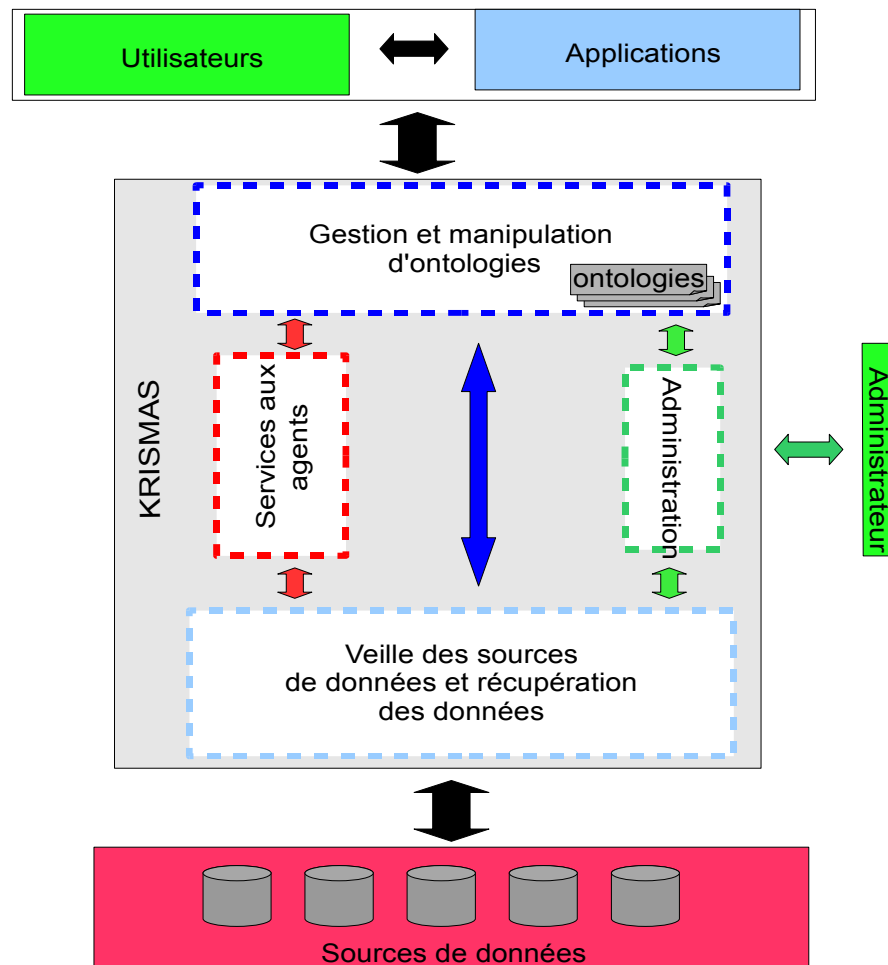 Utilisateurs
Applications
Gestion et manipulation
d'ontologies
ontologies
KRISMAS
Services aux
agents
Administration
Administrateur
Veille des sources
de données et récupération
des données
Sources de données